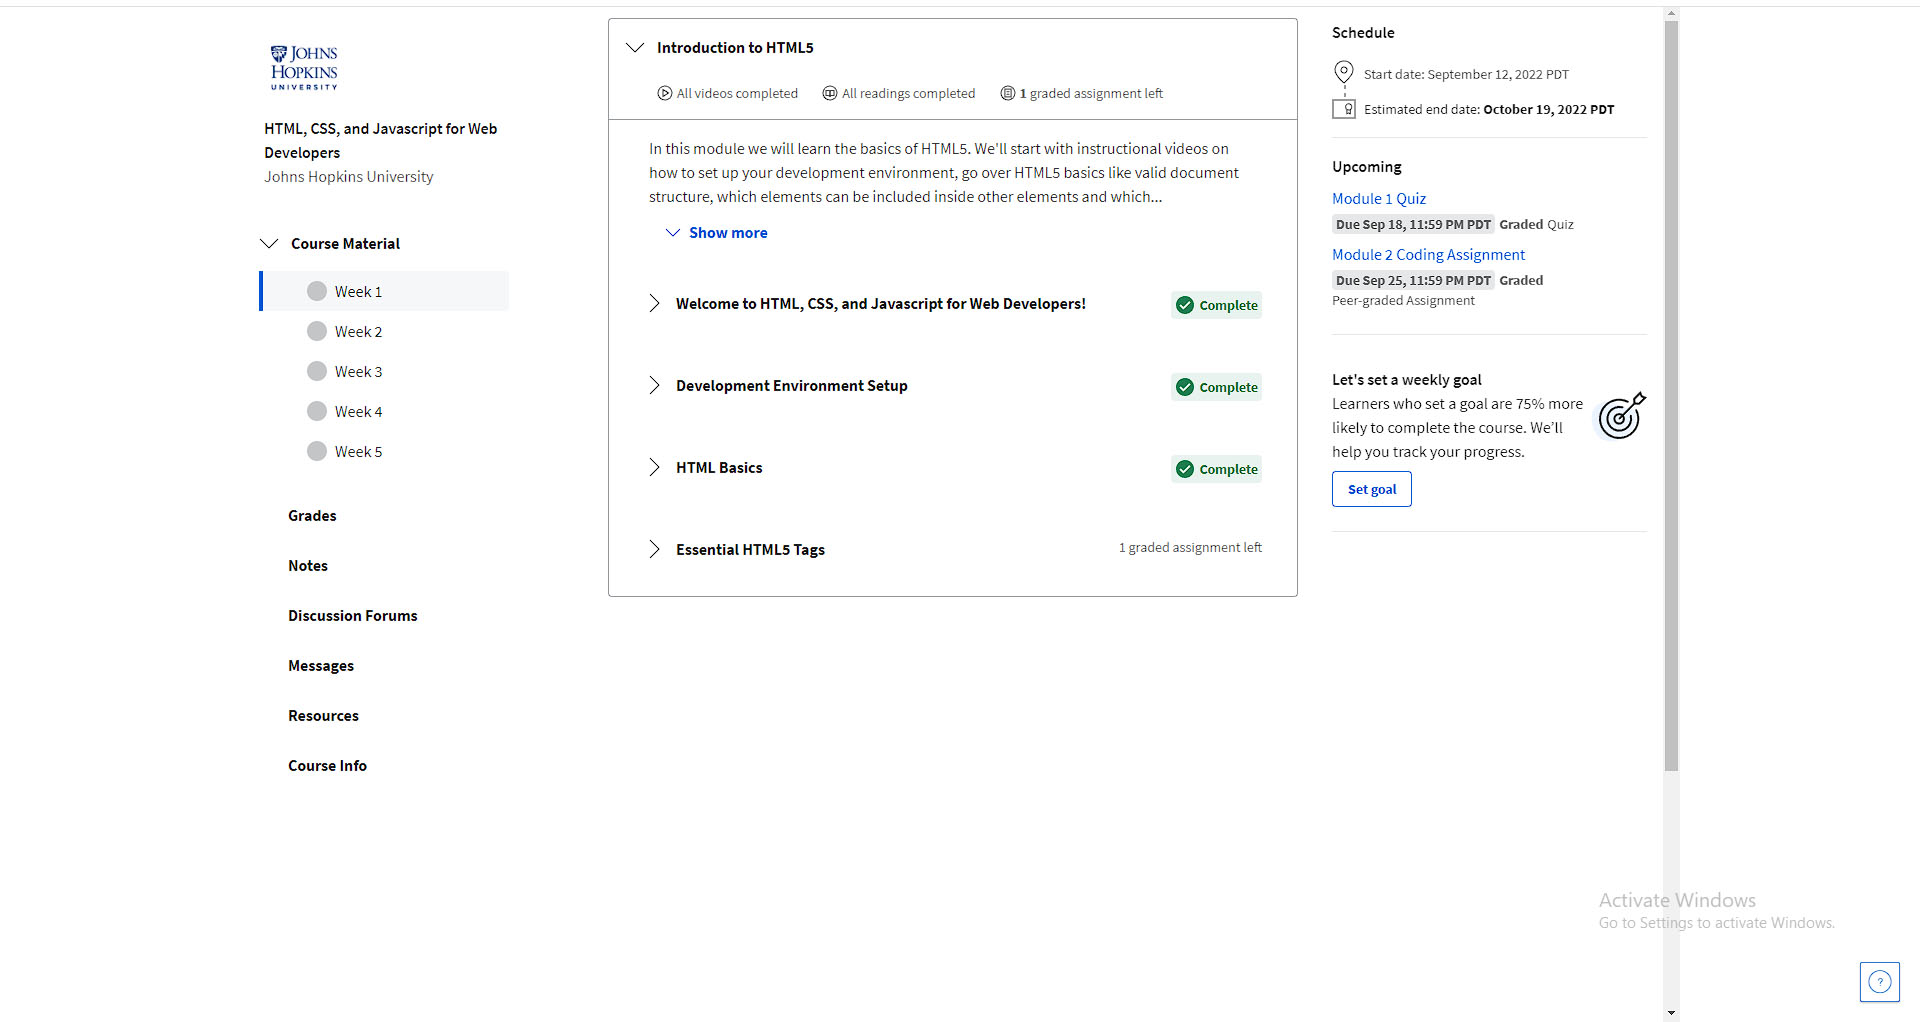 JOHNS
HOPKINS
UNIVERSITY
HTML, CSS, and Javascript for Web
Developers
Johns Hopkins University
Course Material
Week 1
Week 2
Week 3
Week 4
Week 5
Grades
Notes
Discussion Forums
Messages
Resources
Course Info
Introduction to HTML5
All videos completed
All readings completed
1 graded assignment left
In this module we will learn the basics of HTML5. We'll start with instructional videos on
how to set up your development environment, go over HTML5 basics like valid document
structure, which elements can be included inside other elements and which...
Show more
Welcome to HTML, CSS, and Javascript for Web Developers!
Complete
Development Environment Setup
Complete
HTML Basics
Complete
Essential HTML5 Tags
1 graded assignment left
Schedule
Start date: September 12, 2022 PDT
Estimated end date: October 19, 2022 PDT
Upcoming
Module 1 Quiz
Due Sep 18, 11:59 PM PDT Graded Quiz
Module 2 Coding Assignment
Due Sep 25, 11:59 PM PDT Graded
Peer-graded Assignment
Let's set a weekly goal
Learners who set a goal are 75% more
likely to complete the course. We'll
help you track your progress.
Set goal
Activate Windows
Go to Settings to activate Windows.
?